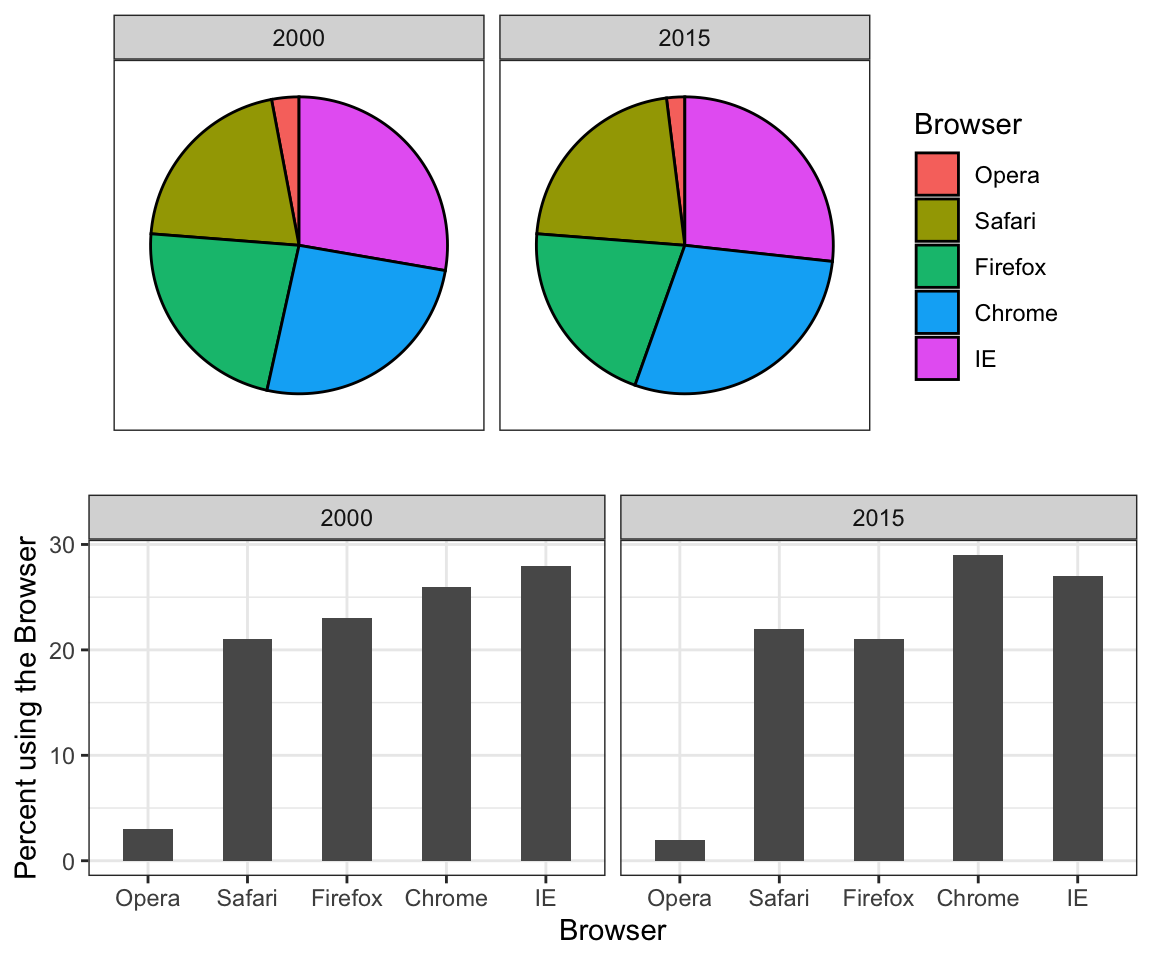 2000
2015
Browser
Opera
Safari
Firefox
Chrome
IE
2000
2015
Percent using the Browser
30
20
10
0
Opera Safari Firefox Chrome IE
Opera Safari Firefox Chrome IE
Browser